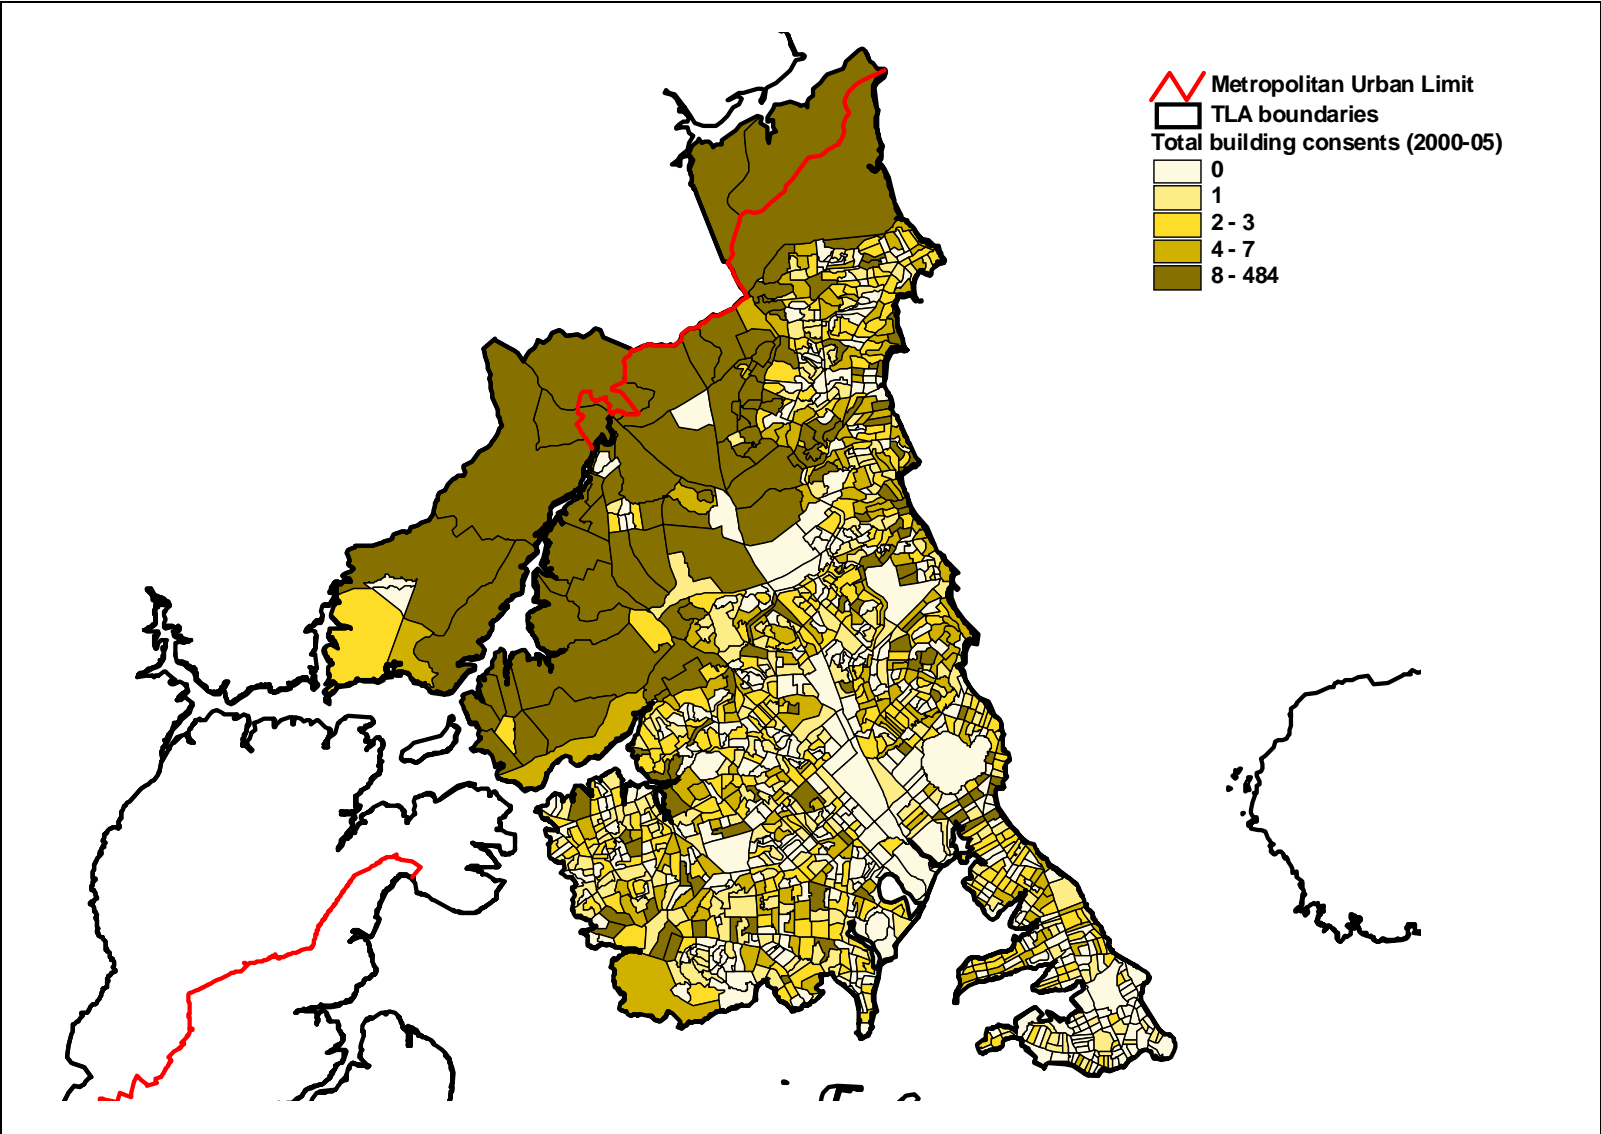 Metropolitan Urban Limit
TLA boundaries
Total building consents (2000-05)
0
1
2 - 3
4 - 7
8 - 484